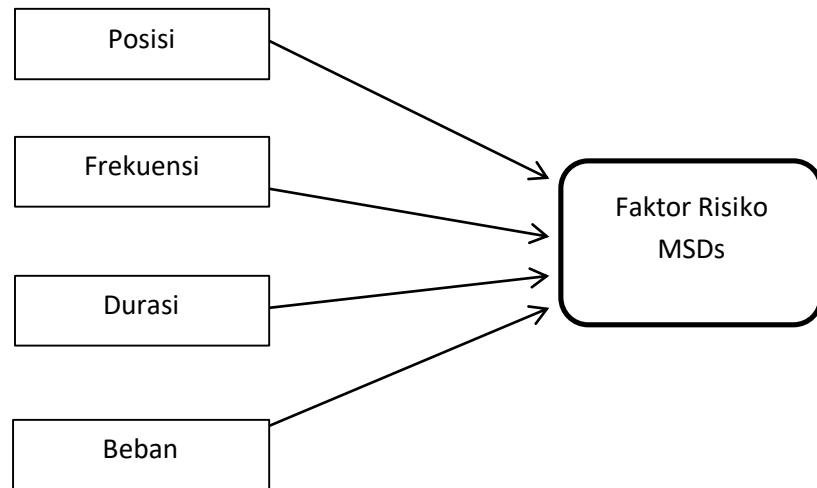 Posisi
Frekuensi
Durasi
Beban
Faktor Risiko
MSDs